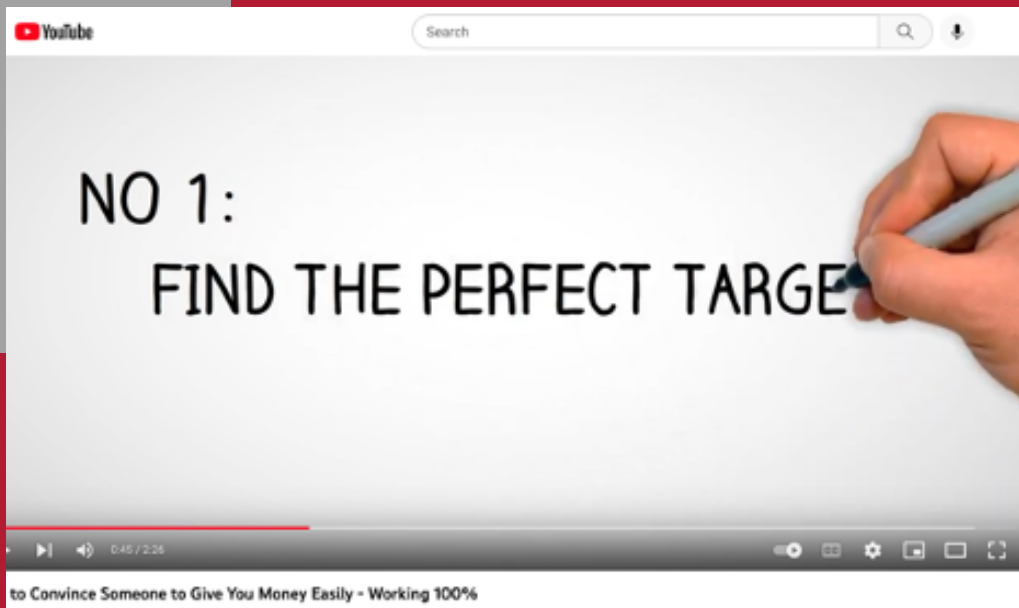 YouTube
Search
NO 1:
FIND THE PERFECT TARGE
0:45 / 2:26
to Convince Someone to Give You Money Easily - Working 100%